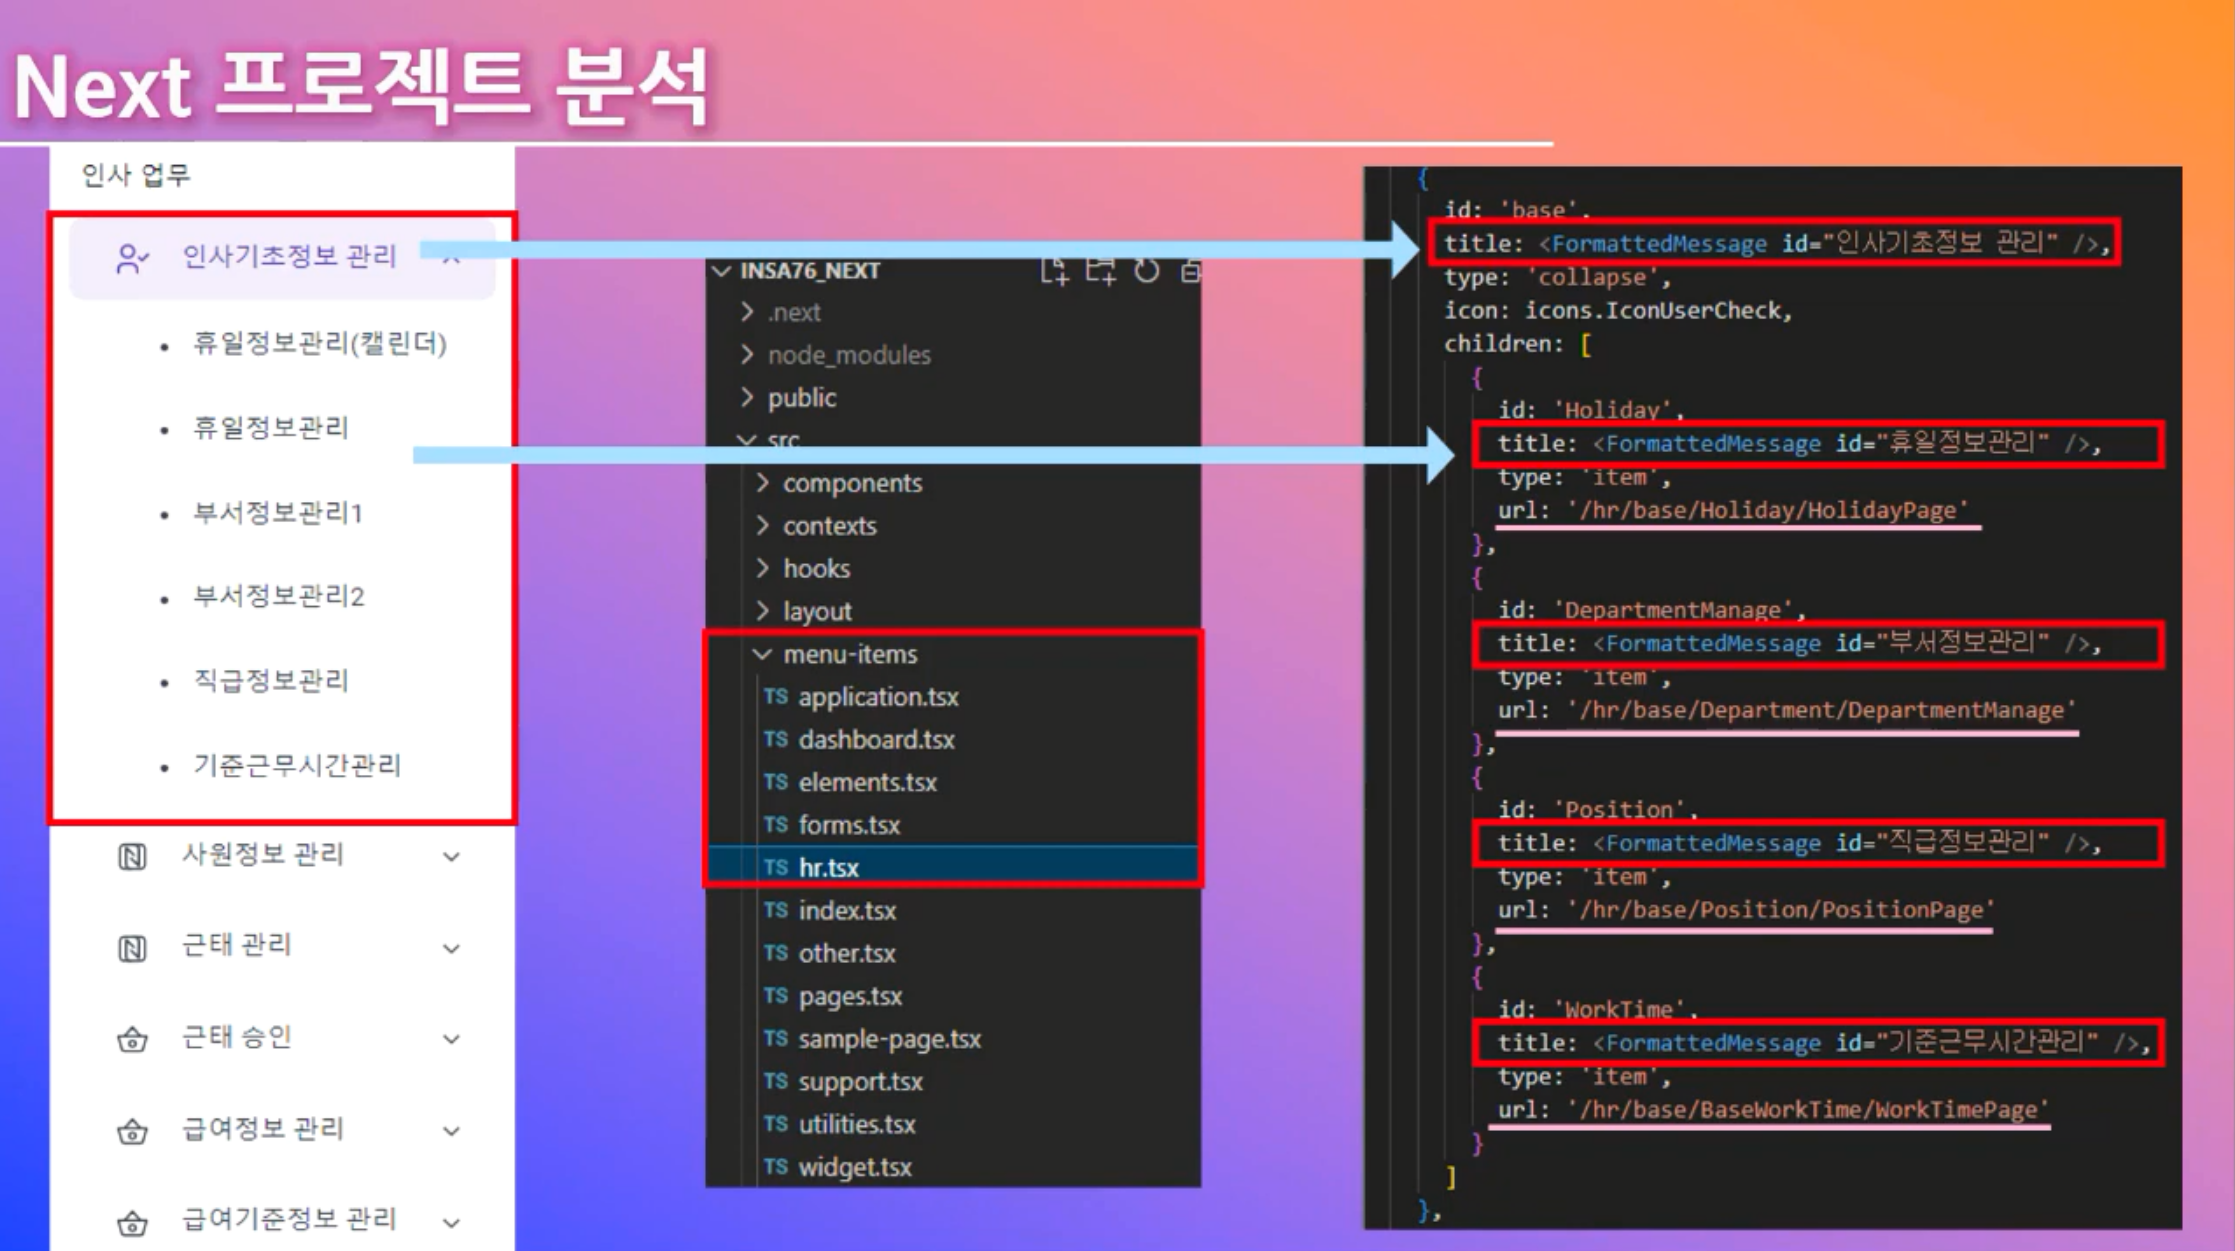 Next 프로젝트 분석
인사 업무
인사기초정보 관리
• 휴일정보관리(캘린더)
• 휴일정보관리
• 부서정보관리1
• 부서정보관리2
• 직급정보관리
• 기준근무시간관리
사원정보 관리
근태 관리
근태 승인
급여정보 관리
급여기준정보 관리
INSA76_NEXT
.next
node_modules
public
src
components
contexts
hooks
layout
menu-items
TS application.tsx
TS dashboard.tsx
TS elements.tsx
TS forms.tsx
TS hr.tsx
TS index.tsx
TS other.tsx
TS pages.tsx
TS sample-page.tsx
TS support.tsx
TS utilities.tsx
TS widget.tsx
{
id: 'base',
title: <FormattedMessage id="인사기초정보 관리" />,
type: 'collapse',
icon: icons.IconUserCheck,
children: [
{
id: 'Holiday',
title: <FormattedMessage id="휴일정보관리" />,
type: 'item',
url: '/hr/base/Holiday/HolidayPage'
},
{
id: 'DepartmentManage',
title: <FormattedMessage id="부서정보관리" />,
type: 'item',
url: '/hr/base/Department/DepartmentManage'
},
{
id: 'Position',
title: <FormattedMessage id="직급정보관리" />,
type: 'item',
url: '/hr/base/Position/PositionPage'
},
{
id: 'WorkTime',
title: <FormattedMessage id="기준근무시간관리" />,
type: 'item',
url: '/hr/base/BaseWorkTime/WorkTimePage'
}
]
},